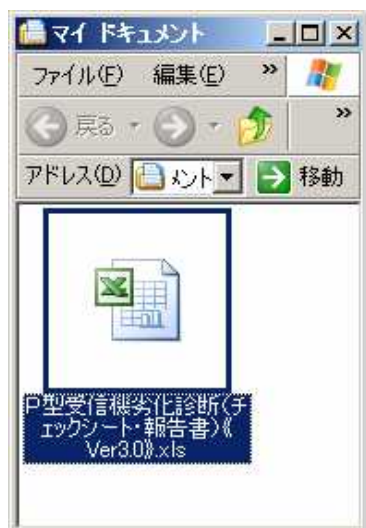 マイ ドキュメント
ファイル(F) 編集(E) »
戻る »
アドレス(D) メント 移動
P型受信機劣化診断(チ
ェックシート・報告書)《
Ver3.0》.xls